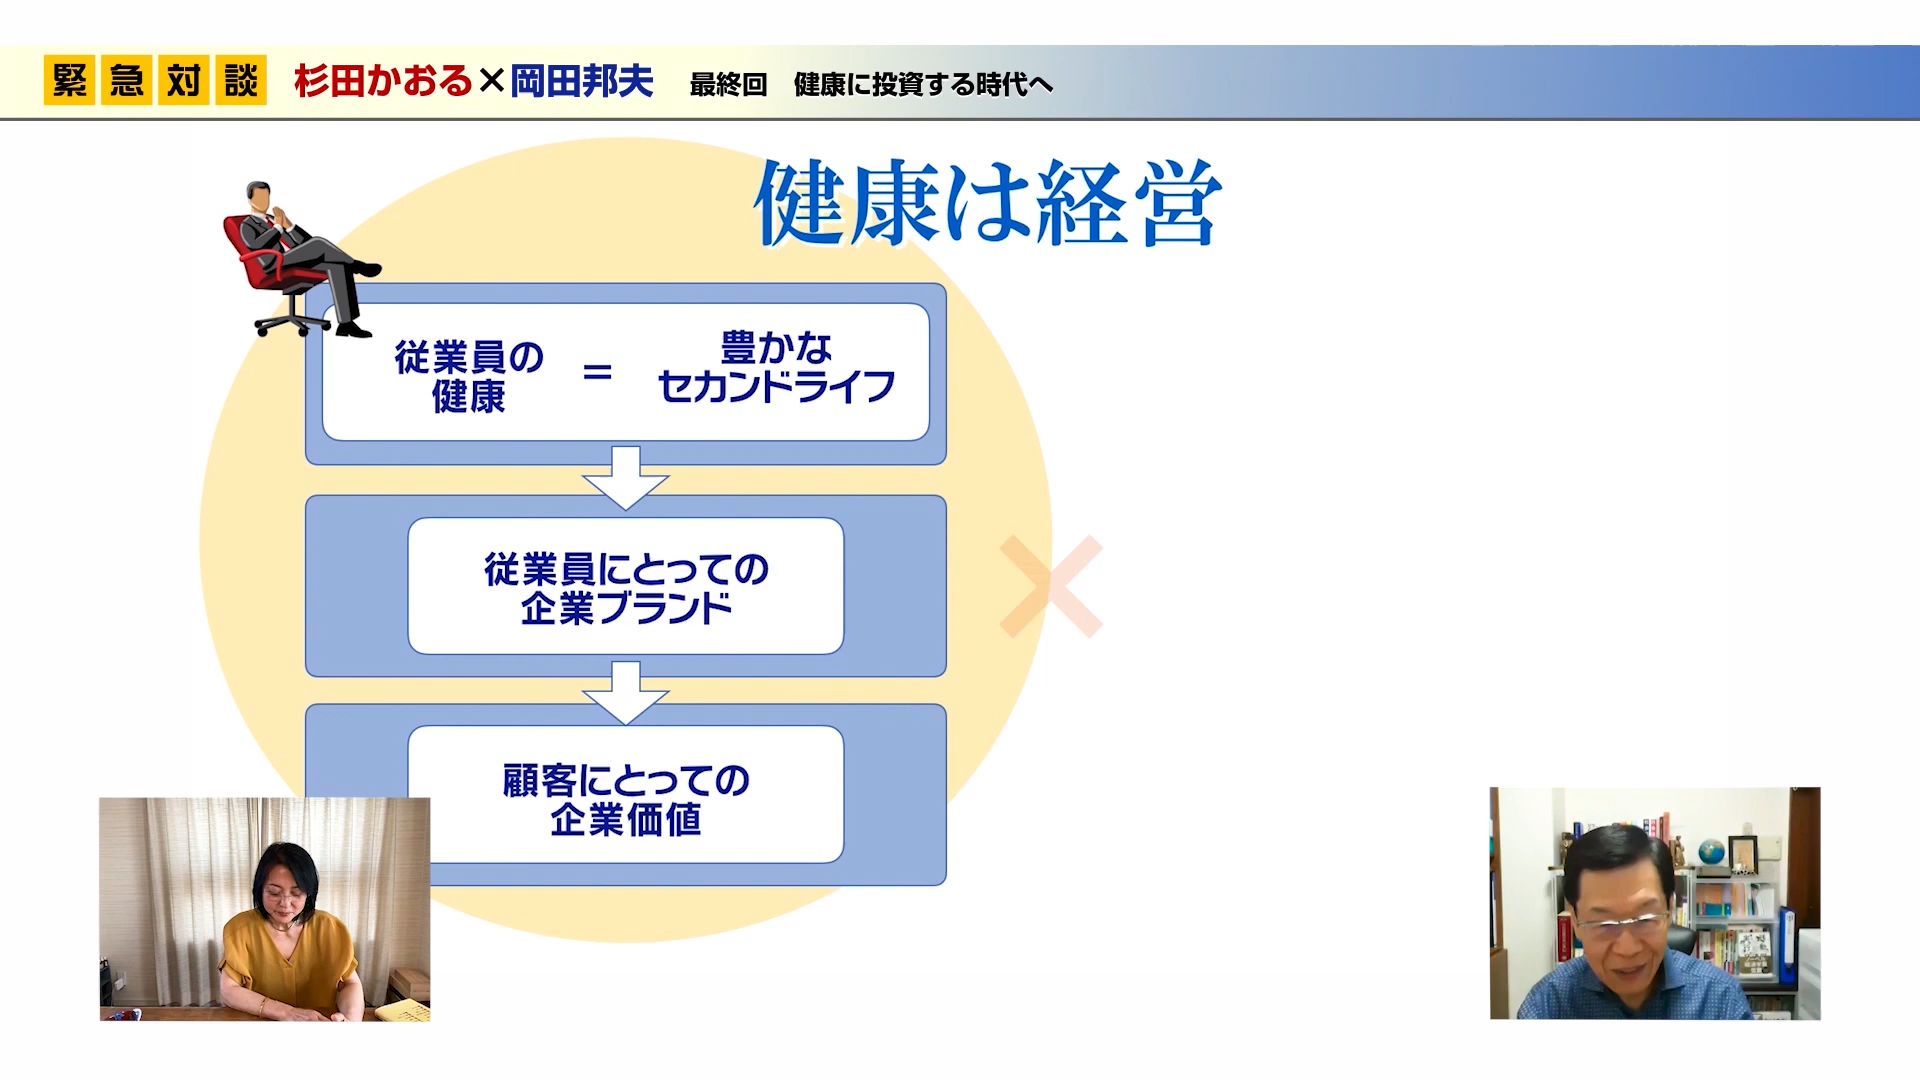 緊急対談 杉田かおる×岡田邦夫 最終回 健康に投資する時代へ
健康は経営
従業員の
健康
=
豊かな
セカンドライフ
従業員にとっての
企業ブランド
顧客にとっての
企業価値